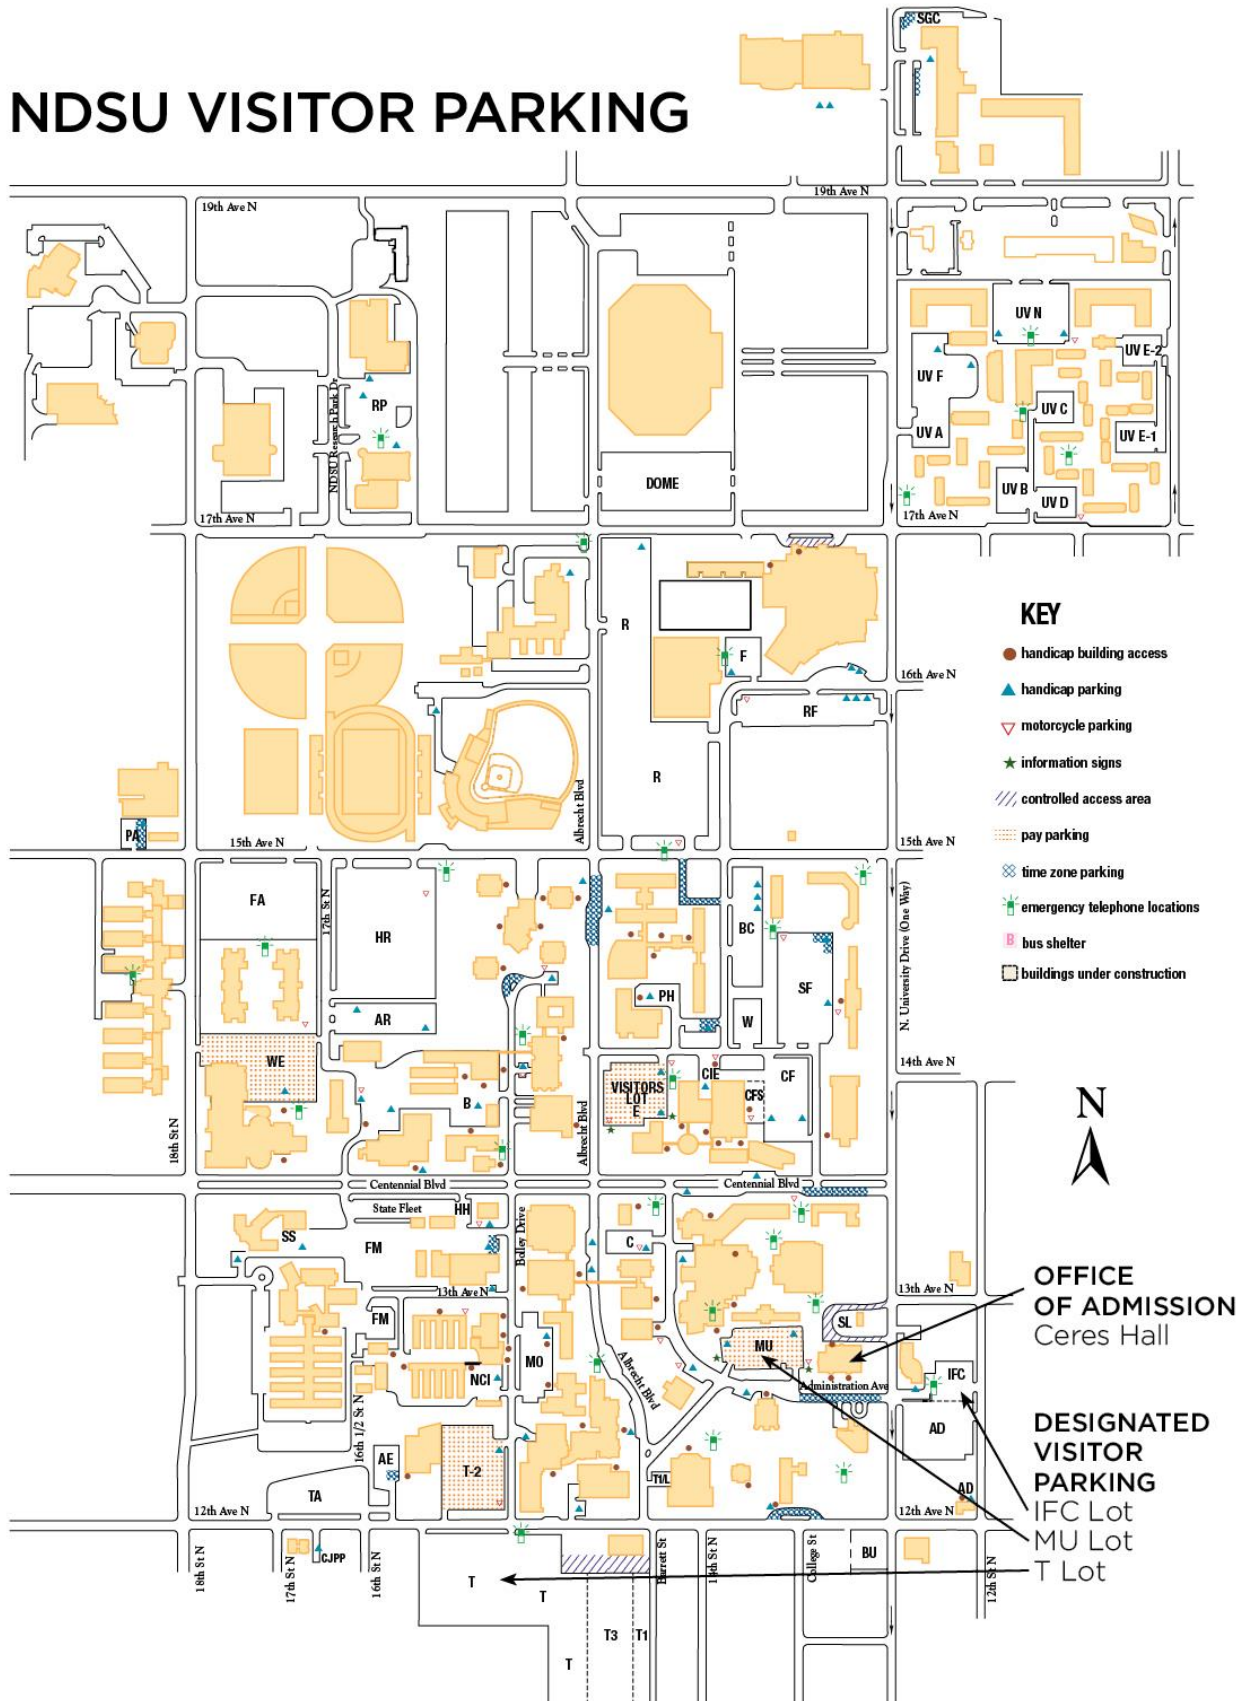 SGC
NDSU VISITOR PARKING
19th Ave N
19th Ave N
UV N
UV E-2
UV F
RP
UV C
NDSU Research Park Dr
UV A
UV E-1
DOME
UV B
UV D
17th Ave N
17th Ave N
KEY
R
F
handicap building access
16th Ave N
handicap parking
RF
motorcycle parking
information signs
R
controlled access area
Albrecht Blvd
PA
15th Ave N
15th Ave N
pay parking
time zone parking
FA
17th St N
HR
BC
N. University Drive (One Way)
emergency telephone locations
B bus shelter
buildings under construction
SF
PH
AR
W
WE
14th Ave N
VISITORS
LOT
E
CIE
CF
CFS
B
N
18th St N
Albrecht Blvd
Centennial Blvd
Centennial Blvd
State Fleet
HH
SS
FM
Bolley Drive
C
13th Ave N
13th Ave N
OFFICE
OF ADMISSION
Ceres Hall
FM
SL
MU
MO
NCI
Albrecht Blvd
Administration Ave
IFC
16th 1/2 St N
AD
DESIGNATED
VISITOR
PARKING
IFC Lot
MU Lot
T Lot
AE
T-2
T1/L
TA
AD
12th Ave N
12th Ave N
18th St N
17th St N
CJPP
16th St N
T
T
Barrett St
14th St N
College St
BU
12th St N
T3
T1
T